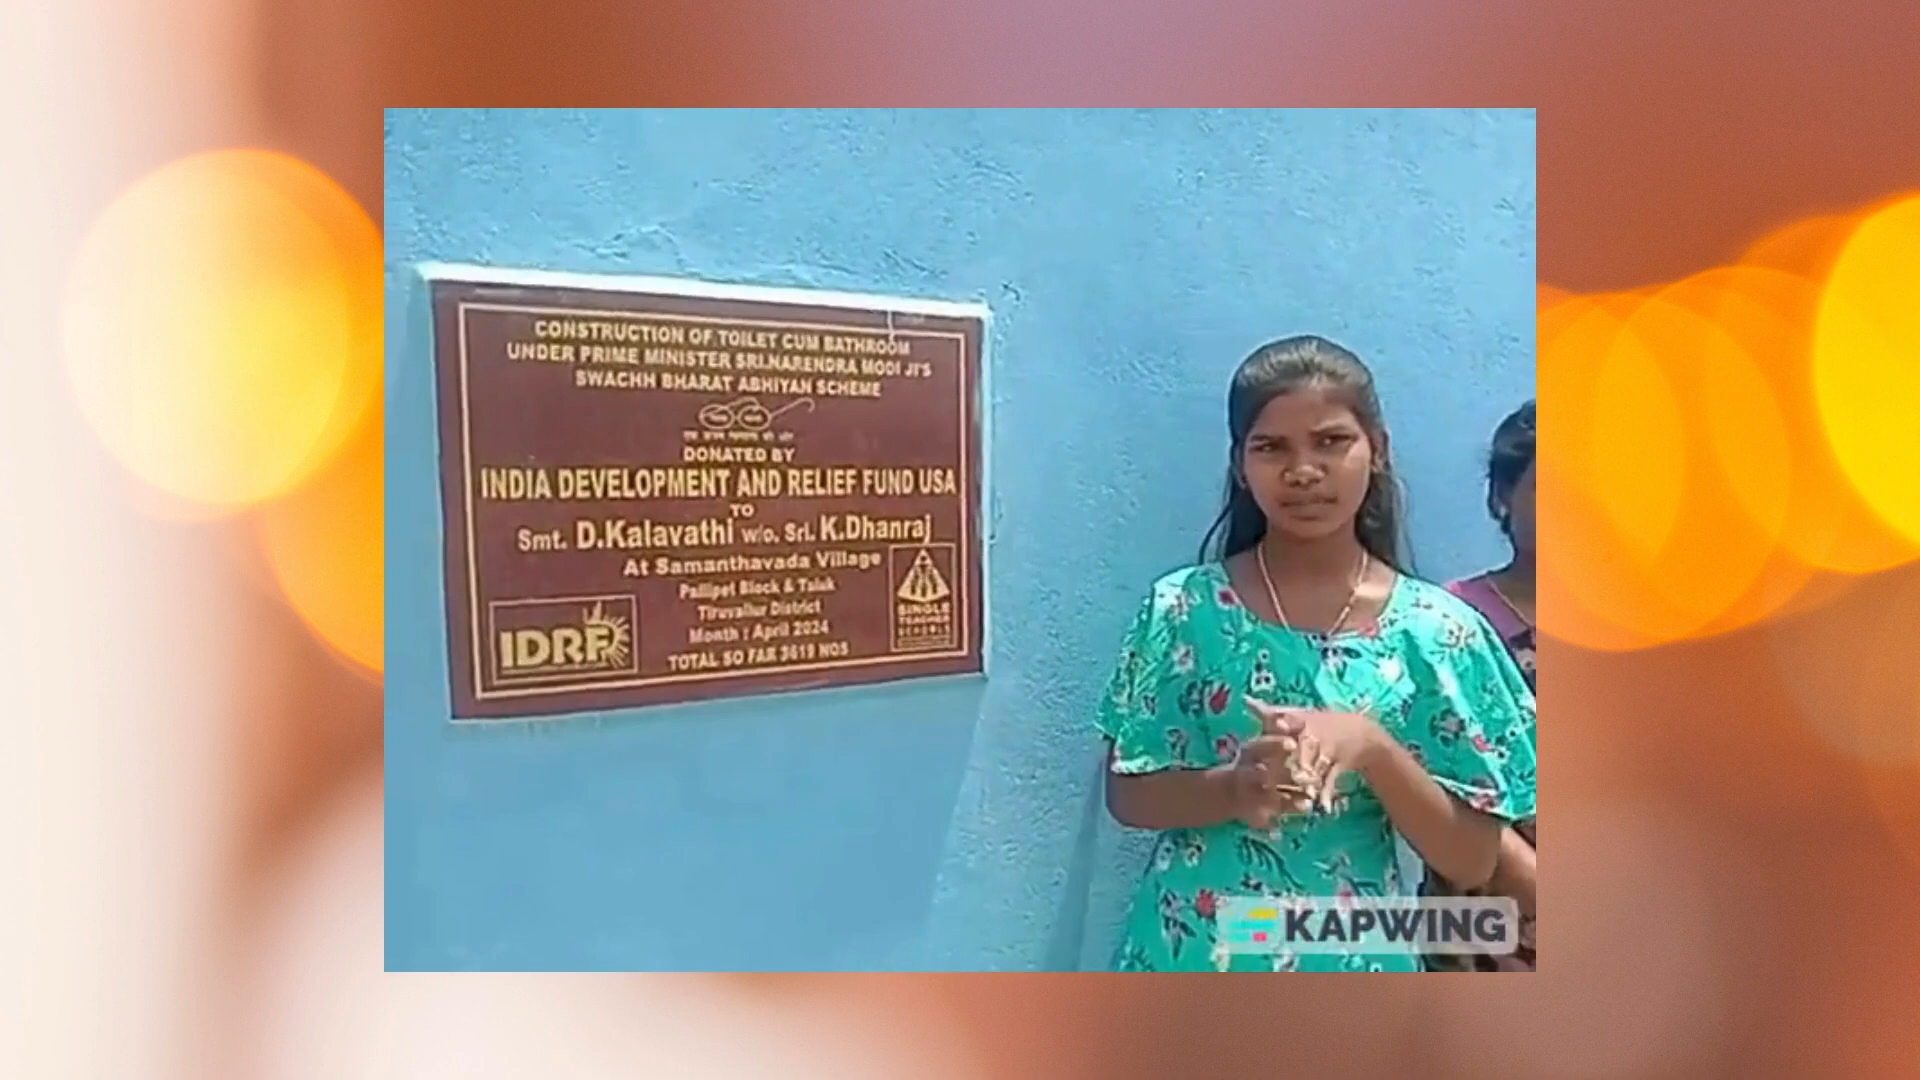 CONSTRUCTION OF TOILET CUM BATHROOM
UNDER PRIME MINISTER SRI.NARENDRA MODI JI'S
SWACHH BHARAT ABHIYAN SCHEME
DONATED BY
INDIA DEVELOPMENT AND RELIEF FUND USA
TO
Smt. D.Kalavathi w/o. Sri. K.Dhanraj
At Samanthavada Village
Pallipet Block & Taluk
Tiruvallur District
Month : April 2024
TOTAL SO FAR 3619 NOS
IDRF
SINGLE
TEACHER
SCHOOLS
KAPWING